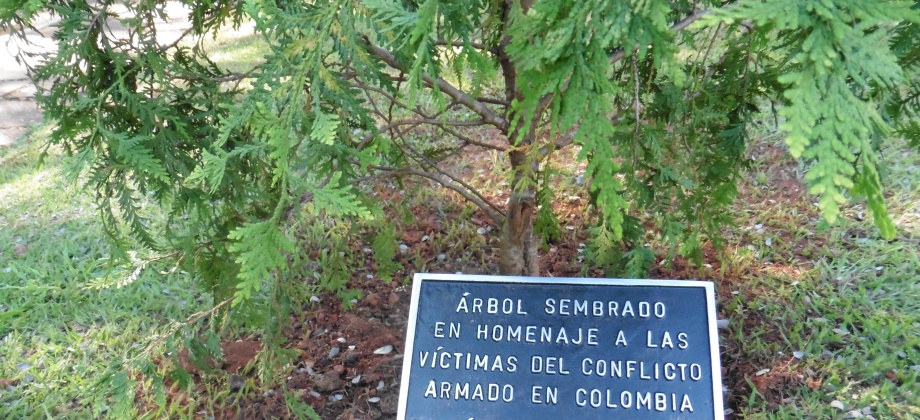 ÁRBOL SEMBRADO
EN HOMENAJE A LAS
VÍCTIMAS DEL CONFLICTO
ARMADO EN COLOMBIA